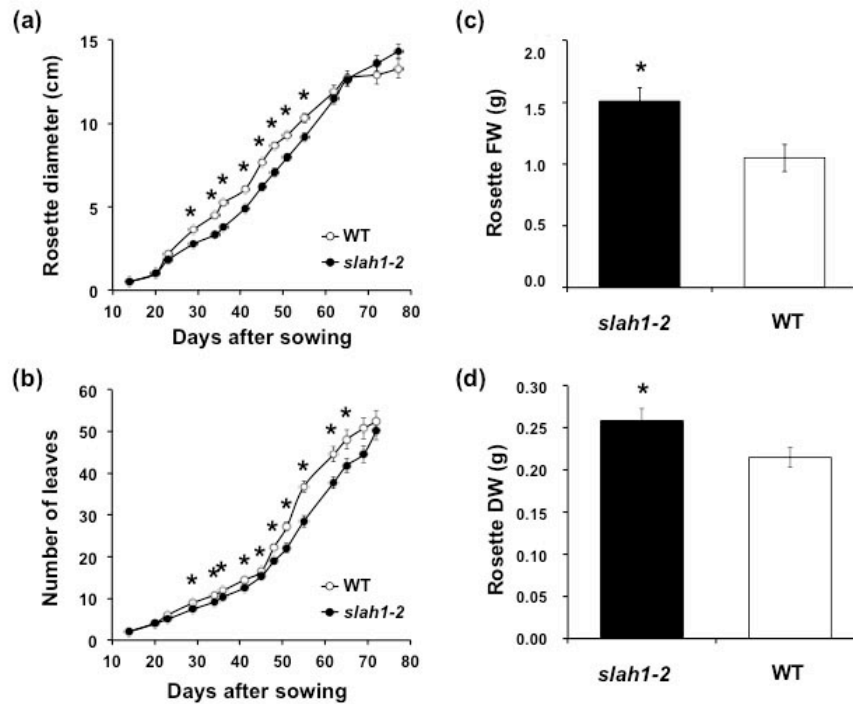 (a)
Rosette diameter (cm)
15
10
5
0
* * * * * * * *
WT
slah1-2
10 20 30 40 50 60 70 80
Days after sowing
(b)
Number of leaves
60
50
40
30
20
10
0
* * * * * * * * * *
WT
slah1-2
10 20 30 40 50 60 70 80
Days after sowing
(c)
Rosette FW (g)
2.0
1.5
1.0
0.5
0.0
*
slah1-2 WT
(d)
Rosette DW (g)
0.30
0.25
0.20
0.15
0.10
0.05
0.00
*
slah1-2 WT